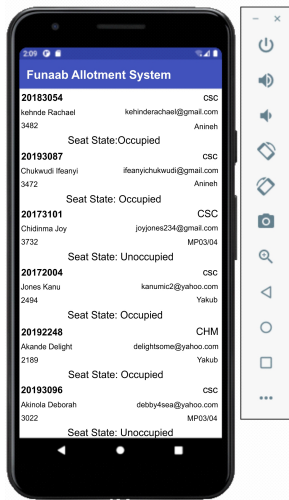 2:09
Funaab Allotment System
20183054 CSC
kehnde Rachael kehinderachael@gmail.com
3482 Anineh
Seat State:Occupied
20193087 CSC
Chukwudi Ifeanyi ifeanyichukwudi@gmail.com
3472 Anineh
Seat State: Occupied
20173101 CSC
Chidinma Joy joyjones234@gmail.com
3732 MP03/04
Seat State: Unoccupied
20172004 CSC
Jones Kanu kanumic2@yahoo.com
2494 Yakub
Seat State: Occupied
20192248 CHM
Akande Delight delightsome@yahoo.com
2189 Yakub
Seat State: Occupied
20193096 CSC
Akinola Deborah debby4sea@yahoo.com
3022 MP03/04
Seat State: Unoccupied